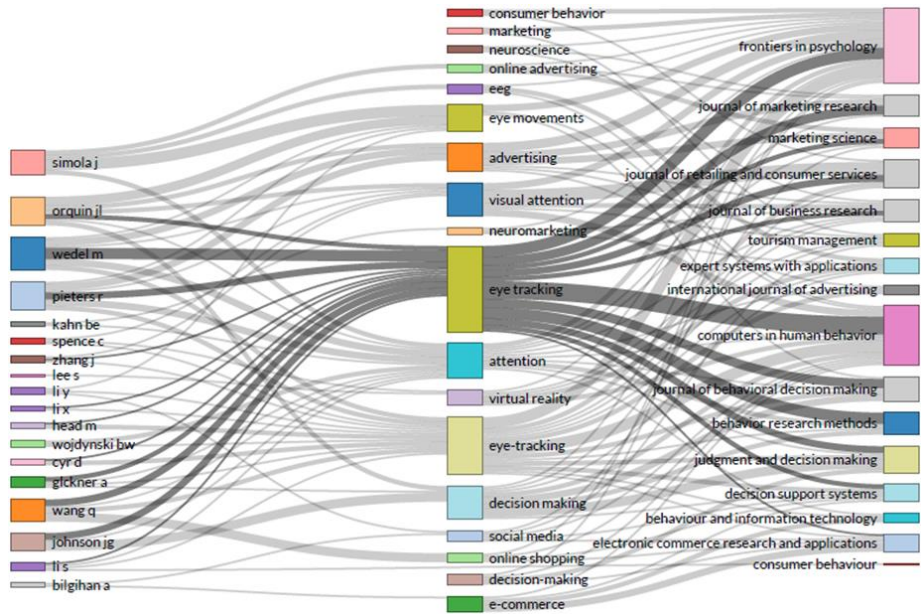 simola j
orquin jl
wedel m
pieters r
kahn be
spence c
zhang j
lee s
li y
li x
head m
wojdynski bw
cyr d
glckner a
wang q
johnson jg
li s
bilgihan a
consumer behavior
marketing
neuroscience
online advertising
eeg
eye movements
advertising
visual attention
neuromarketing
eye tracking
attention
virtual reality
eye-tracking
decision making
social media
online shopping
decision-making
e-commerce
frontiers in psychology
journal of marketing research
marketing science
journal of retailing and consumer services
journal of business research
tourism management
expert systems with applications
international journal of advertising
computers in human behavior
journal of behavioral decision making
behavior research methods
judgment and decision making
decision support systems
behaviour and information technology
electronic commerce research and applications
consumer behaviour